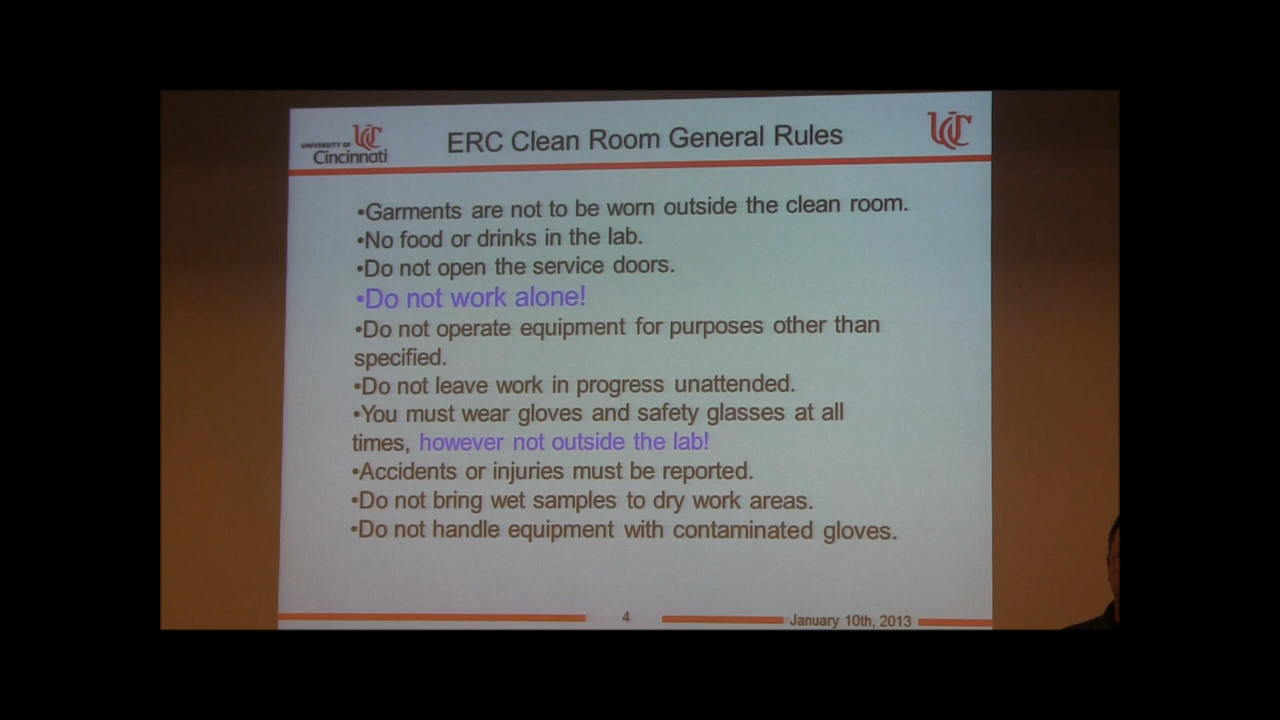 UNIVERSITY OF
Cincinnati
UC
ERC Clean Room General Rules
UC
•Garments are not to be worn outside the clean room.
•No food or drinks in the lab.
•Do not open the service doors.
•Do not work alone!
•Do not operate equipment for purposes other than
specified.
•Do not leave work in progress unattended.
•You must wear gloves and safety glasses at all
times, however not outside the lab!
•Accidents or injuries must be reported.
•Do not bring wet samples to dry work areas.
•Do not handle equipment with contaminated gloves.
4
January 10th, 2013